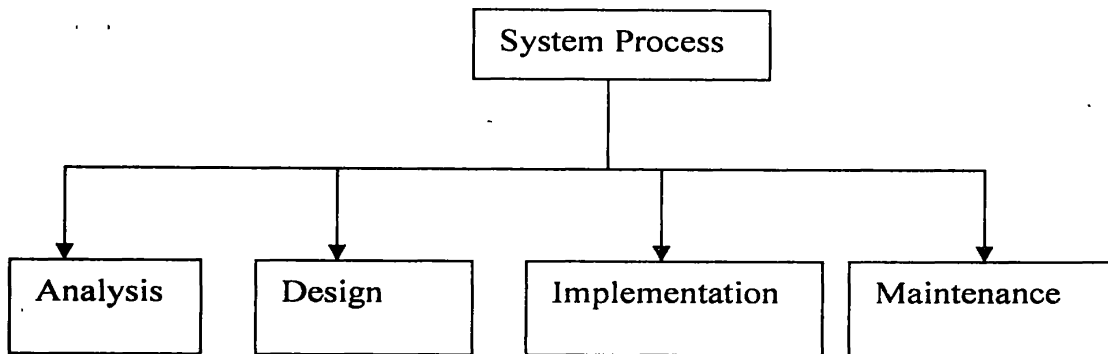 System Process
Analysis
Design
Implementation
Maintenance